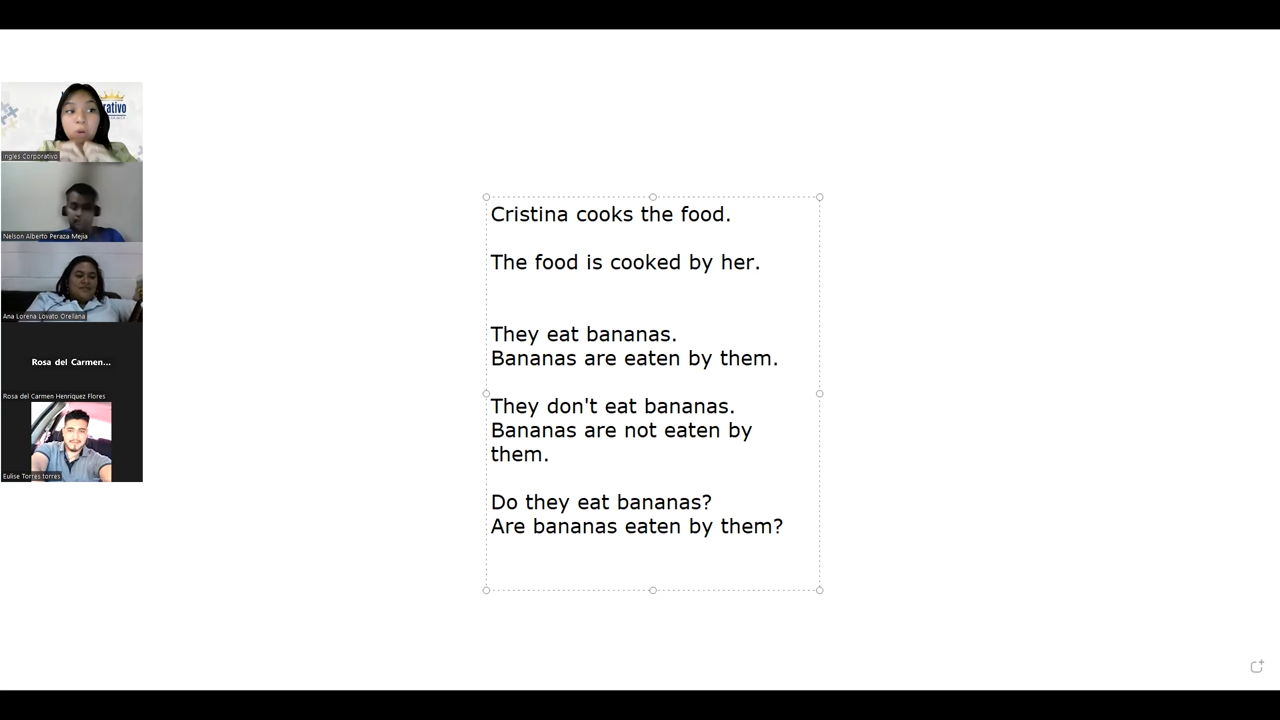 rativo
Ingles Corporativo
Nelson Alberto Peraza Mejia
Ana Lorena Lovato Orellana
Rosa del Carmen...
Rosa del Carmen Henriquez Flores
Eulise Torres torres
Cristina cooks the food.
The food is cooked by her.
They eat bananas.
Bananas are eaten by them.
They don't eat bananas.
Bananas are not eaten by
them.
Do they eat bananas?
Are bananas eaten by them?